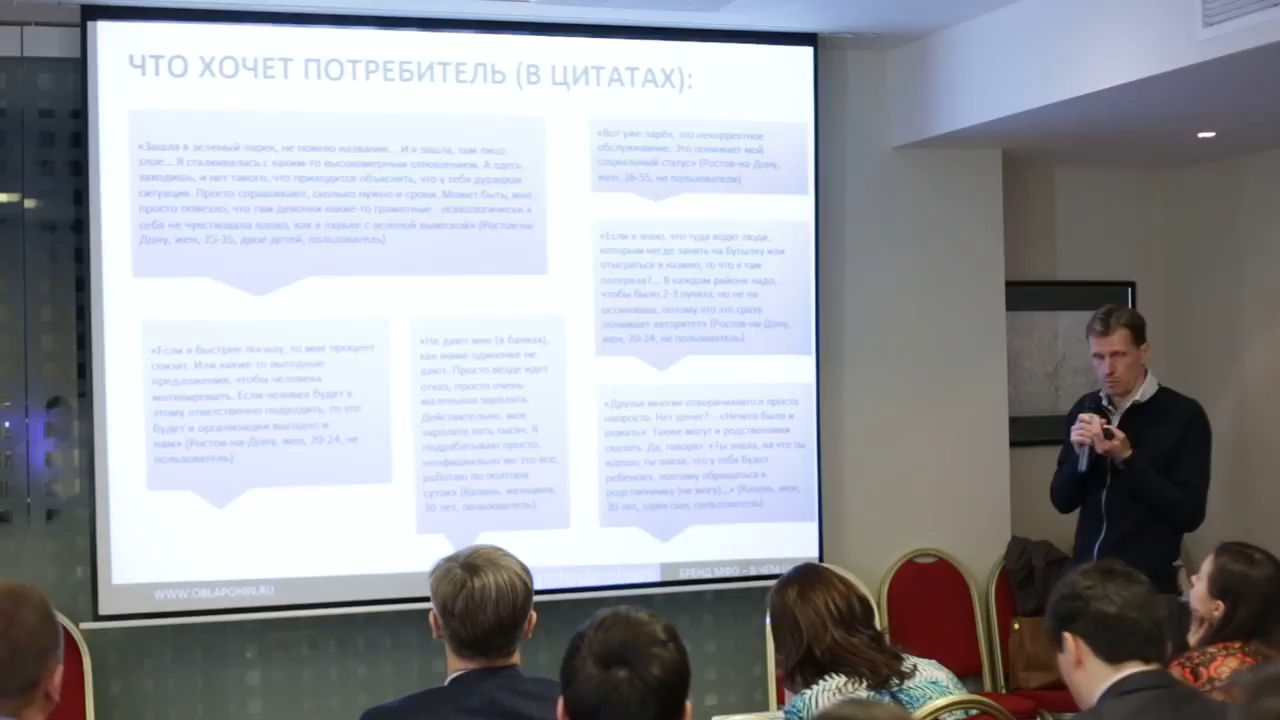 ЧТО ХОЧЕТ ПОТРЕБИТЕЛЬ (В ЦИТАТАХ):
«Зашла в зеленый ларек, не помню название... И я зашла, там лицо
злое... Я сталкивалась с каким-то высокомерным отношением. А здесь
заходишь, и нет такого, что приходится объяснять, что у тебя дурацкая
ситуация. Просто спрашивают, сколько нужно и сроки. Может быть, мне
просто повезло, что там девочки какие-то грамотные - психологически я
себя не чувствовала плохо, как в ларьке с зеленой вывеской» (Ростов-на-
Дону, жен, 25-35, двое детей, пользователь)
«Вот уже ларёк, это некорректное
обслуживание. Это понижает мой
социальный статус» (Ростов-на-Дону,
жен, 36-55, не пользователи)
«Если я знаю, что туда ходят люди,
которым негде занять на бутылку или
отыграться в казино, то что я там
потеряла?... В каждом районе надо,
чтобы было 2-3 пункта, но не на
остановках, потому что это сразу
понижает авторитет» (Ростов-на-Дону,
жен, 20-24, не пользователь)
«Если я быстрее погашу, то мне процент
снизят. Или какие-то выгодные
предложения, чтобы человека
мотивировать. Если человек будет к
этому ответственно подходить, то это
будет и организации выгодно и
нам» (Ростов-на-Дону, жен, 20-24, не
пользователь)
«Не дают мне (в банках),
как маме одиночке не
дают. Просто везде идет
отказ, просто очень
маленькая зарплата.
Действительно, моя
зарплата пять тысяч. Я
подрабатываю просто,
неофициально же это все,
работаю по полтора
суток» (Казань, женщина,
30 лет, пользователь)
«Друзья многие отворачиваются просто
напросто. Нет денег? - «Нечего было и
рожать». Также могут и родственники
сказать. Да, говорят: «Ты знала, на что ты
идешь, ты знала, что у тебя будет
ребенок», поэтому обращаться к
родственнику (не могу)...» (Казань, жен,
30 лет, один сын, пользователь)
WWW.OBLAPOHIN.RU
БРЕНД МФО – В ЧЕМ